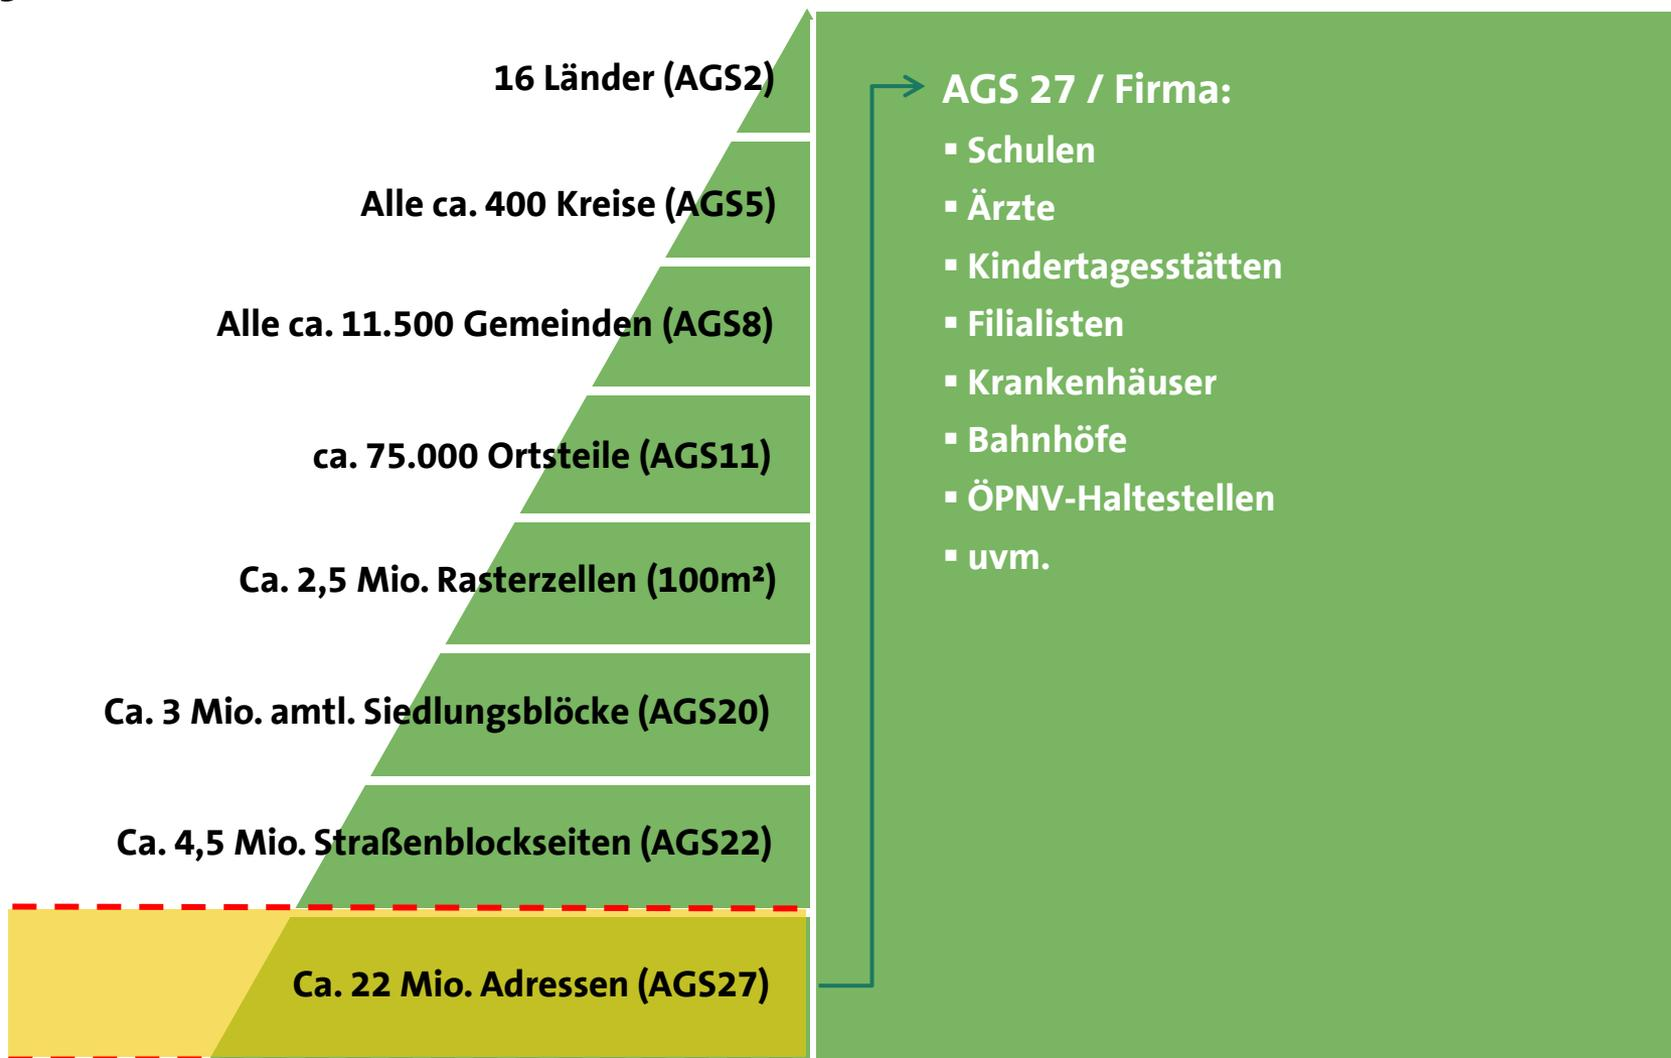 16 Länder (AGS2)
Alle ca. 400 Kreise (AGS5)
Alle ca. 11.500 Gemeinden (AGS8)
ca. 75.000 Ortsteile (AGS11)
Ca. 2,5 Mio. Rasterzellen (100m²)
Ca. 3 Mio. amtl. Siedlungsblöcke (AGS20)
Ca. 4,5 Mio. Straßenblockseiten (AGS22)
Ca. 22 Mio. Adressen (AGS27)
AGS 27 / Firma:
▪ Schulen
▪ Ärzte
▪ Kindertagesstätten
▪ Filialisten
▪ Krankenhäuser
▪ Bahnhöfe
▪ ÖPNV-Haltestellen
▪ uvm.